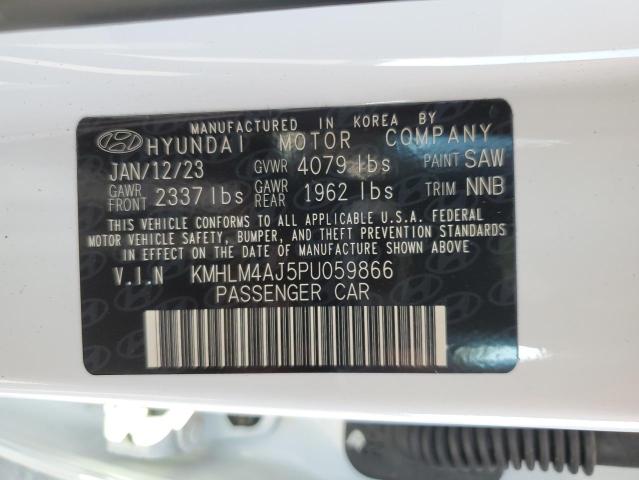 MANUFACTURED IN KOREA BY
HYUNDAI MOTOR COMPANY
JAN/12/23 GVWR 4079 lbs PAINT SAW
GAWR FRONT 2337 lbs GAWR REAR 1962 lbs TRIM NNB
THIS VEHICLE CONFORMS TO ALL APPLICABLE U.S.A. FEDERAL
MOTOR VEHICLE SAFETY, BUMPER, AND THEFT PREVENTION STANDARDS
IN EFFECT ON THE DATE OF MANUFACTURE SHOWN ABOVE.
V.I.N KMHLM4AJ5PU059866
PASSENGER CAR